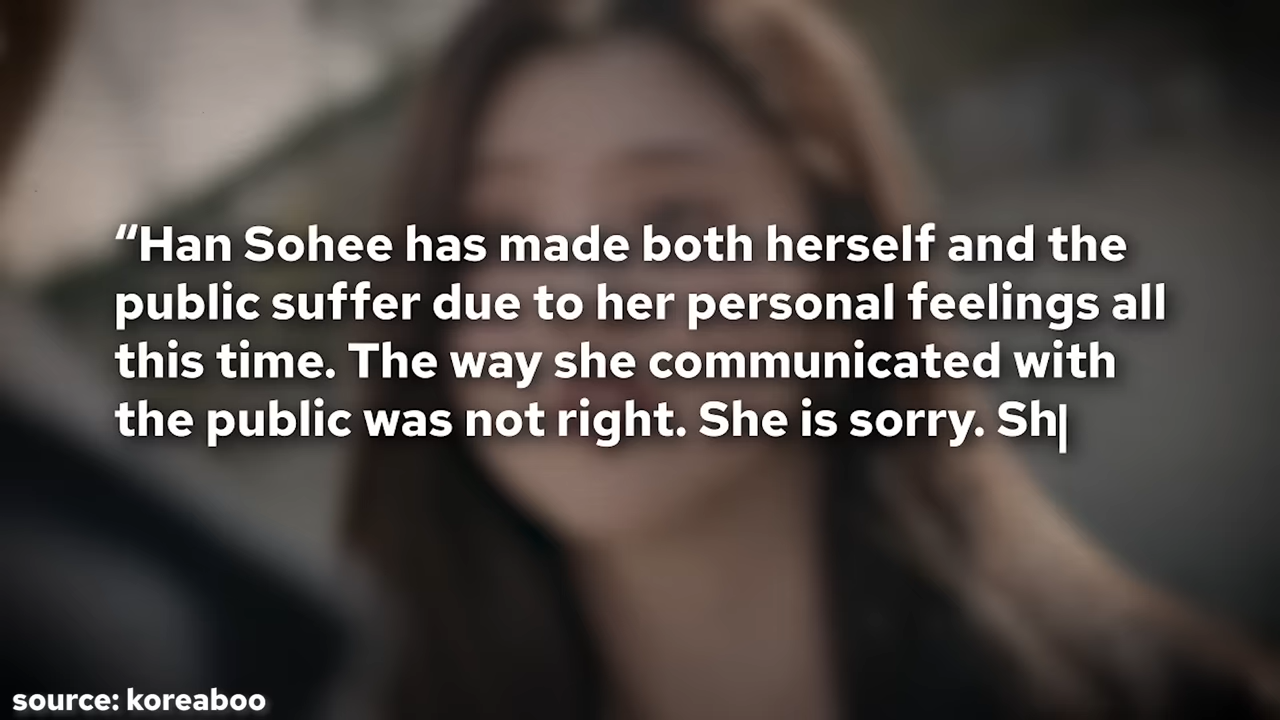 “Han Sohee has made both herself and the
public suffer due to her personal feelings all
this time. The way she communicated with
the public was not right. She is sorry. Sh
source: koreaboo